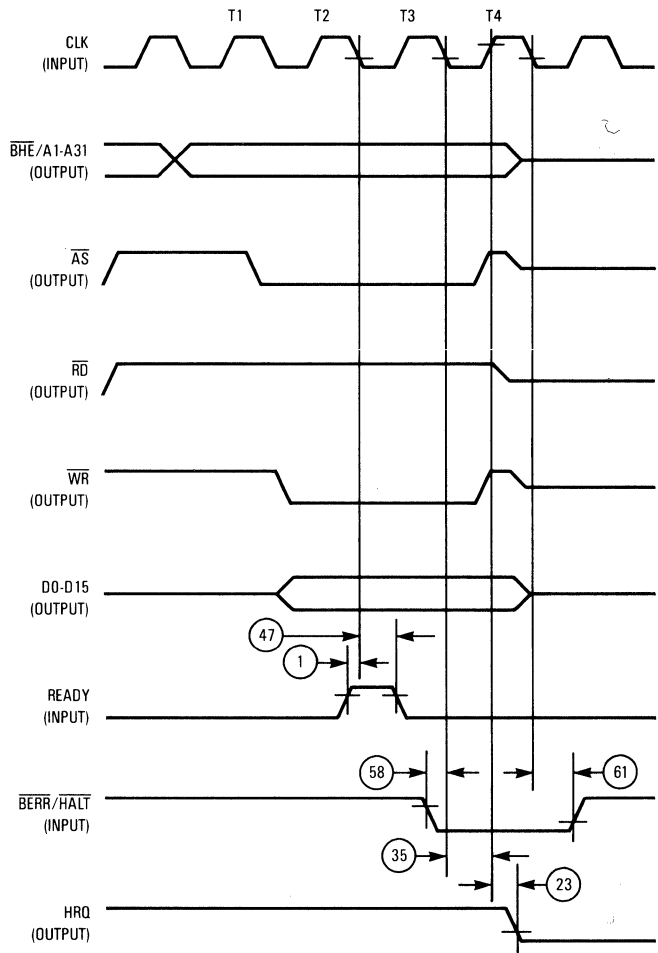 T1 T2 T3 T4
CLK
(INPUT)
BHE/A1-A31
(OUTPUT)
AS
(OUTPUT)
RD
(OUTPUT)
WR
(OUTPUT)
D0-D15
(OUTPUT)
47
1
READY
(INPUT)
58
61
BERR/HALT
(INPUT)
35
23
HRQ
(OUTPUT)